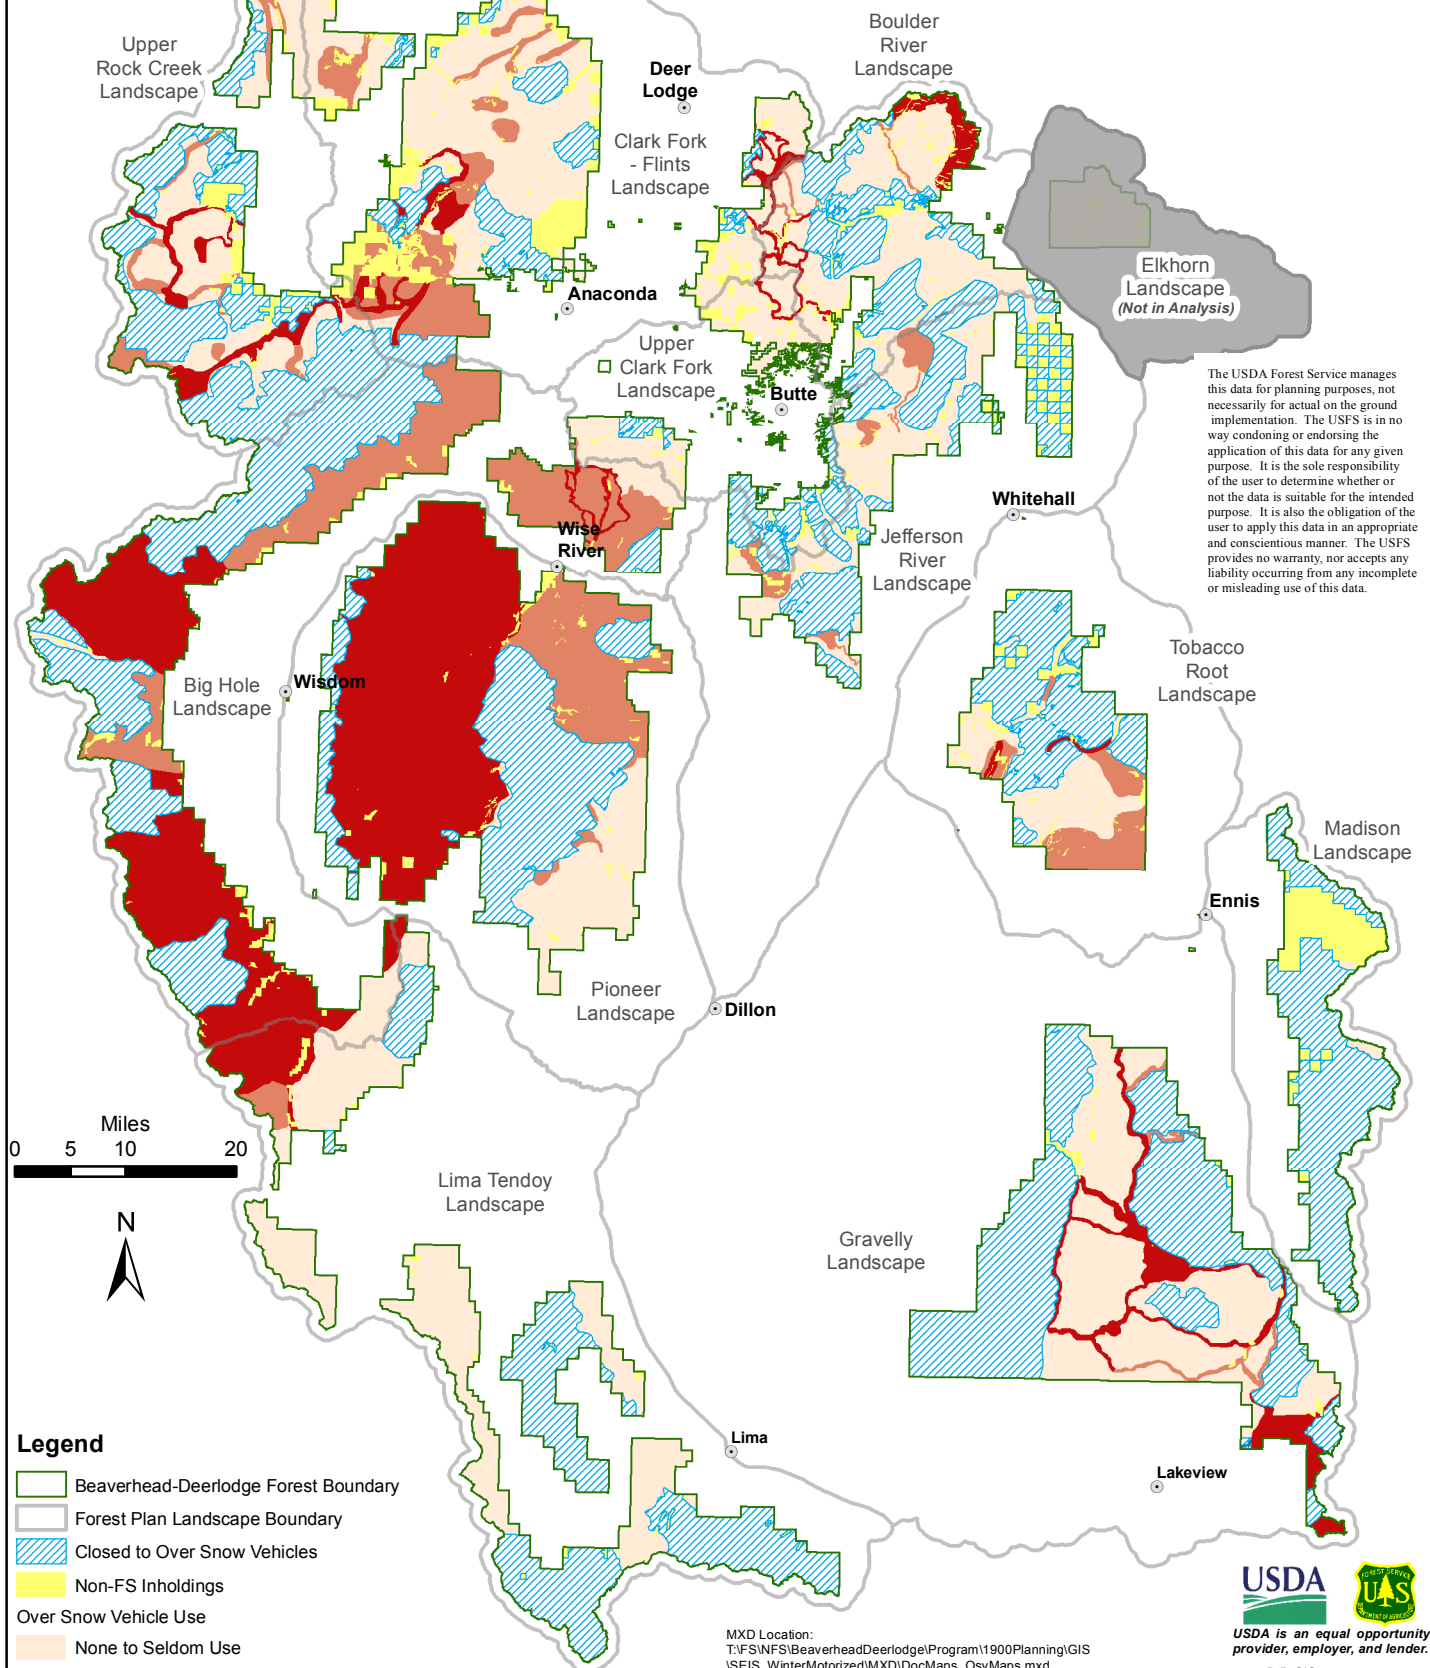 Upper
Rock Creek
Landscape
Deer
Lodge
Boulder
River
Landscape
Clark Fork
- Flints
Landscape
Elkhorn
Landscape
(Not in Analysis)
Anaconda
Upper
Clark Fork
Landscape
Butte
The USDA Forest Service manages
this data for planning purposes, not
necessarily for actual on the ground
implementation. The USFS is in no
way condoning or endorsing the
application of this data for any given
purpose. It is the sole responsibility
of the user to determine whether or
not the data is suitable for the intended
purpose. It is also the obligation of the
user to apply this data in an appropriate
and conscientious manner. The USFS
provides no warranty, nor accepts any
liability occurring from any incomplete
or misleading use of this data.
Whitehall
Wise
River
Jefferson
River
Landscape
Tobacco
Root
Landscape
Big Hole
Landscape
Wisdom
Madison
Landscape
Ennis
Pioneer
Landscape
Dillon
Miles
0 5 10 20
N
Lima Tendoy
Landscape
Gravelly
Landscape
Lima
Lakeview
Legend
Beaverhead-Deerlodge Forest Boundary
Forest Plan Landscape Boundary
Closed to Over Snow Vehicles
Non-FS Inholdings
Over Snow Vehicle Use
None to Seldom Use
MXD Location:
T:\FS\NFS\BeaverheadDeerlodge\Program\1900Planning\GIS
\SEIS_WinterMotorized\MXD\DocMaps_OsvMaps.mxd
USDA
FOREST SERVICE
U S
DEPARTMENT OF AGRICULTURE
USDA is an equal opportunity
provider, employer, and lender.